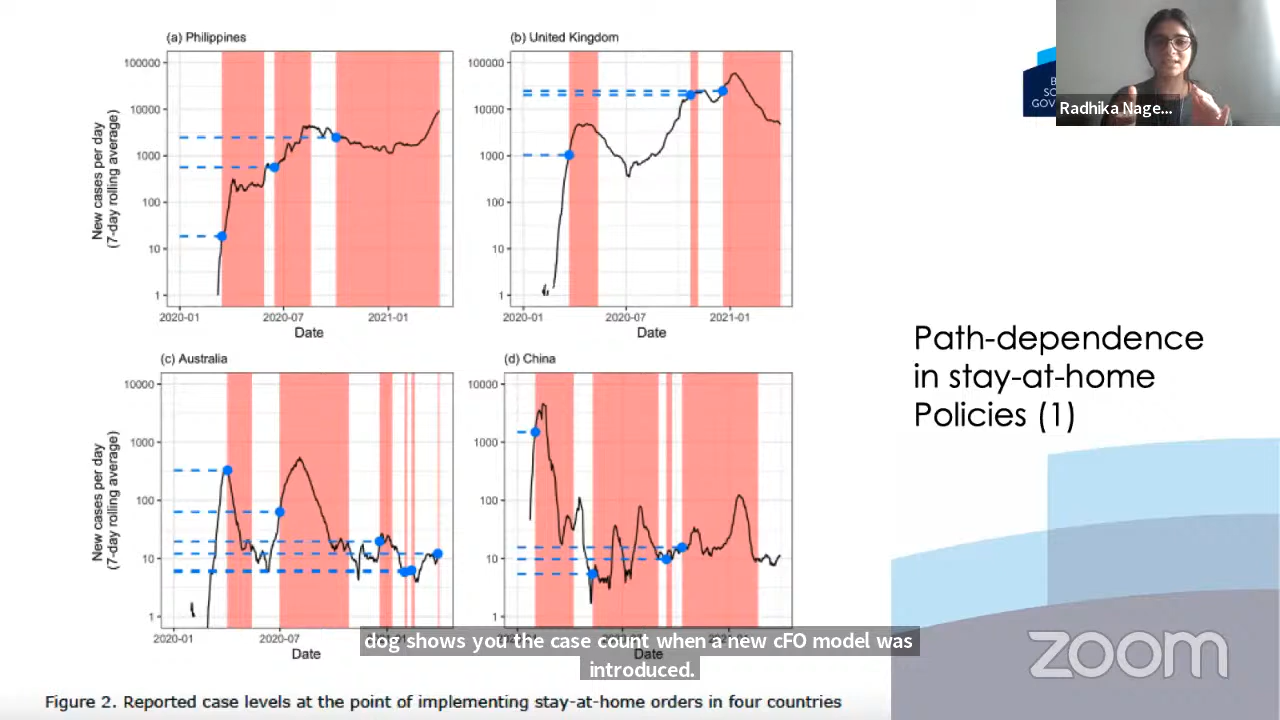 (a) Philippines
(b) United Kingdom
100000
10000
1000
100
10
1
New cases per day
(7-day rolling average)
2020-01
2020-07
2021-01
Date
100000
10000
1000
100
10
1
2020-01
2020-07
2021-01
Date
Radhika Nage...
(c) Australia
(d) China
10000
1000
100
10
1
New cases per day
(7-day rolling average)
2020-01
2020-07
Date
10000
1000
100
10
1
Date
Path-dependence
in stay-at-home
Policies (1)
dog shows you the case count when a new cFO model was
introduced.
Figure 2. Reported case levels at the point of implementing stay-at-home orders in four countries
zoom